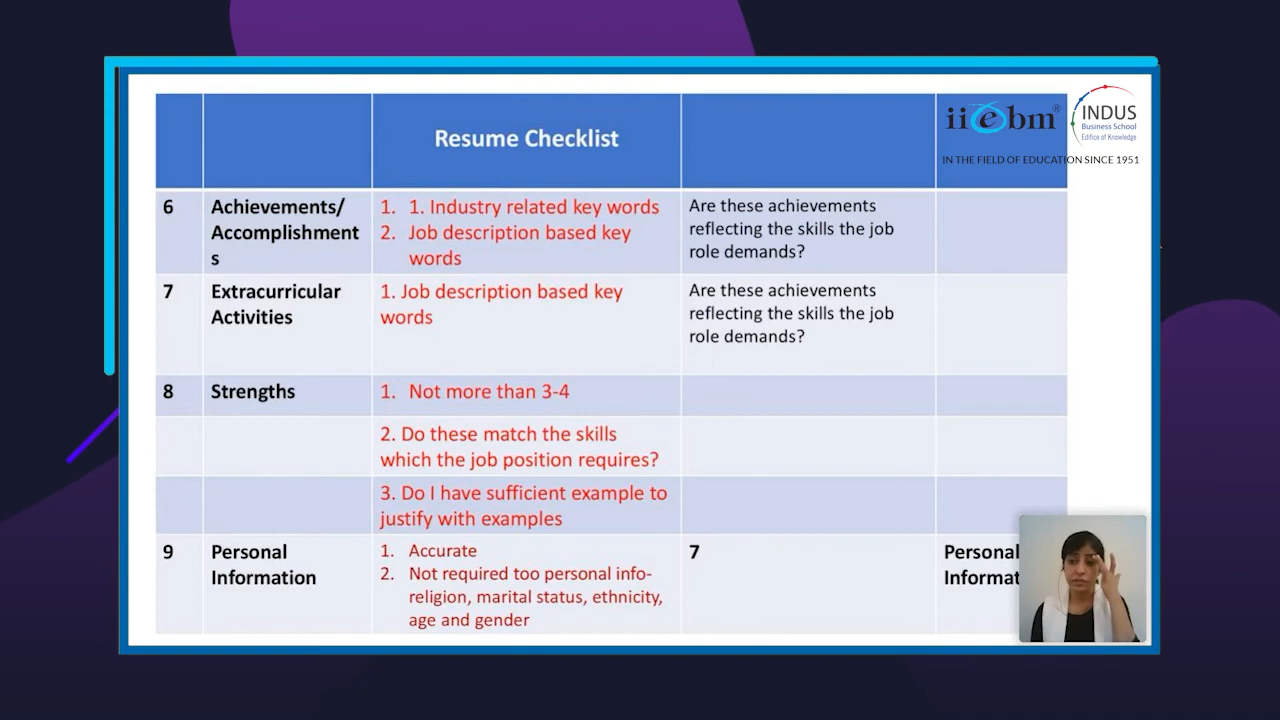 Resume Checklist
iiebm®
INDUS
Business School
Edifice of Knowledge
IN THE FIELD OF EDUCATION SINCE 1951
6
Achievements/
Accomplishment
s
1. 1. Industry related key words
2. Job description based key
words
Are these achievements
reflecting the skills the job
role demands?
7
Extracurricular
Activities
1. Job description based key
words
Are these achievements
reflecting the skills the job
role demands?
8
Strengths
1. Not more than 3-4
2. Do these match the skills
which the job position requires?
3. Do I have sufficient example to
justify with examples
9
Personal
Information
1. Accurate
2. Not required too personal info-
religion, marital status, ethnicity,
age and gender
7
Personal
Informat